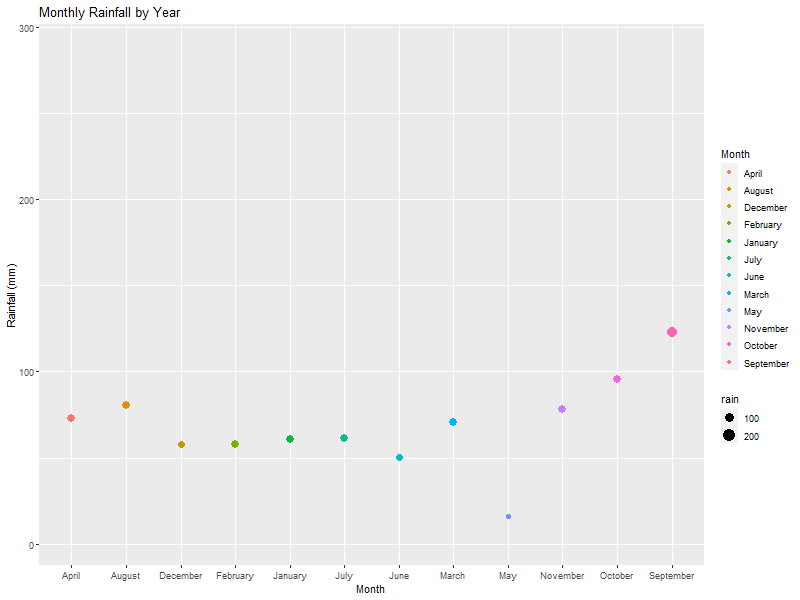 Monthly Rainfall by Year
300
200
100
0
Rainfall (mm)
April August December February January July June March May November October September
Month
Month
April
August
December
February
January
July
June
March
May
November
October
September
rain
100
200